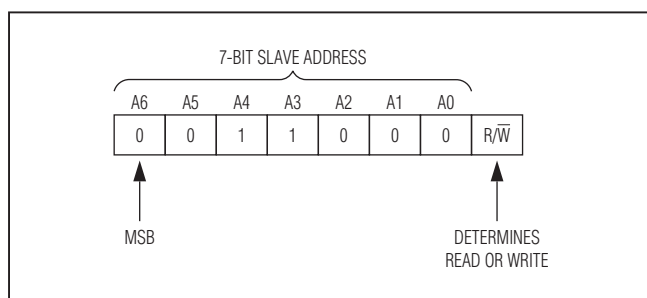 7-BIT SLAVE ADDRESS
A6 A5 A4 A3 A2 A1 A0
0 0 1 1 0 0 0 R/W̅
MSB
DETERMINES
READ OR WRITE